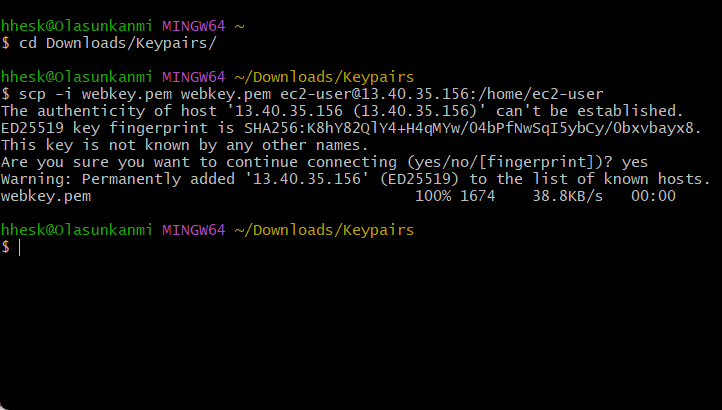 hhesk@Olasunkanmi MINGW64 ~
$ cd Downloads/Keypairs/
hhesk@Olasunkanmi MINGW64 ~/Downloads/Keypairs
$ scp -i webkey.pem webkey.pem ec2-user@13.40.35.156:/home/ec2-user
The authenticity of host '13.40.35.156 (13.40.35.156)' can't be established.
ED25519 key fingerprint is SHA256:K8hY82QlY4+H4qMYw/O4bPfNwSqI5ybCy/Obxvbayx8.
This key is not known by any other names.
Are you sure you want to continue connecting (yes/no/[fingerprint])? yes
Warning: Permanently added '13.40.35.156' (ED25519) to the list of known hosts.
webkey.pem 100% 1674 38.8KB/s 00:00
hhesk@Olasunkanmi MINGW64 ~/Downloads/Keypairs
$